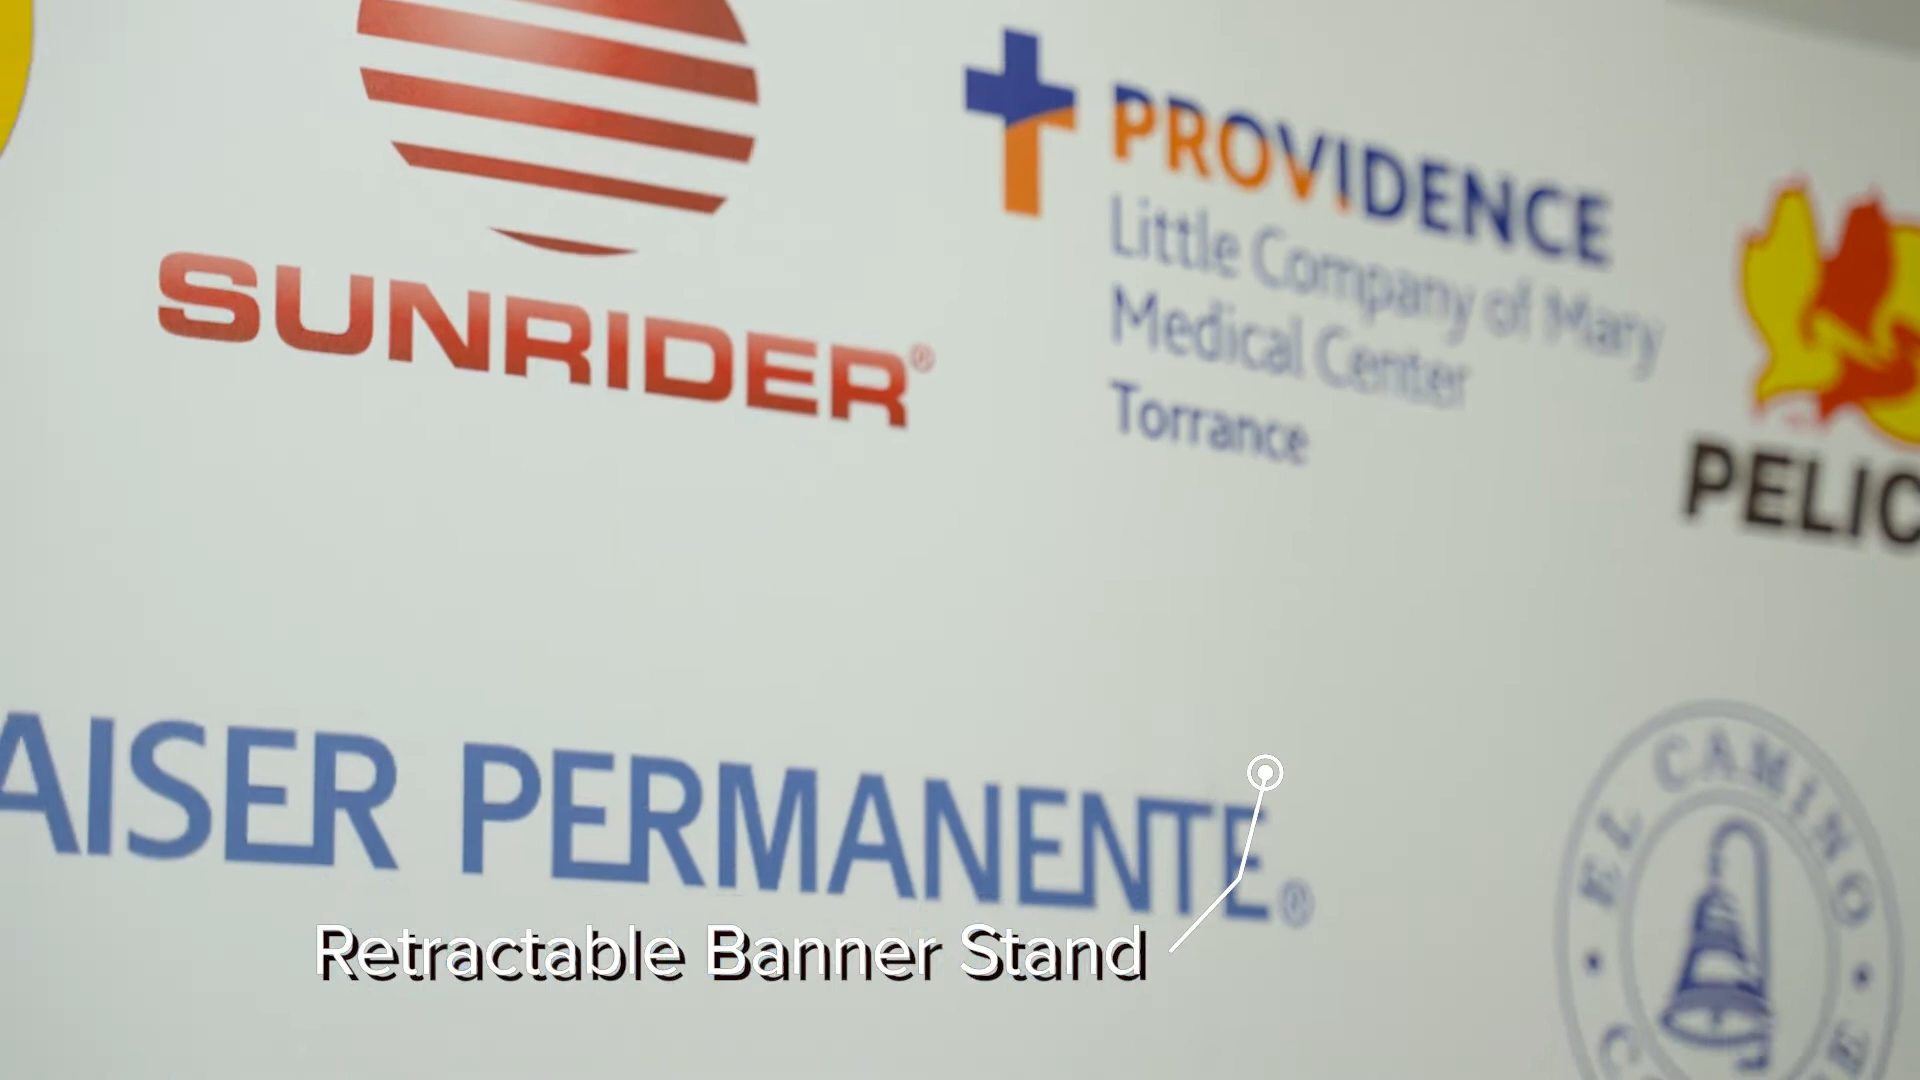 SUNRIDER®
PROVIDENCE
Little Company of Mary
Medical Center
Torrance
PELIC
AISER PERMANENTE®
EL CAMINO
Retractable Banner Stand